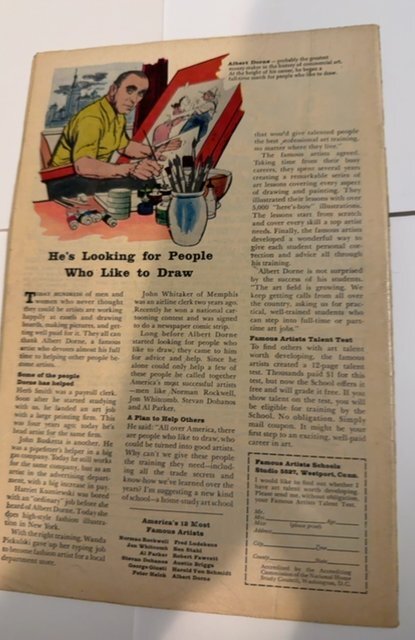 Albert Dorne — probably the greatest
money-maker in the history of commercial art.
At the height of his career, he began a
full-time search for people who like to draw.
He's Looking for People
Who Like to Draw
Today hundreds of men and
women who never thought
they could be artists are working
happily at easels and drawing
boards, making pictures, and get-
ting well paid for it. They can
thank Albert Dorne, a famous
artist who devotes almost his full
time to helping other people be-
come artists.
Some of the people
Dorne has helped
Herb Smith was a payroll clerk.
Soon after he started studying
with us, he landed an art job
with a large printing firm. This
was four years ago; today he's
head artist for the same firm.
John Busketta is another. He
was a pipefitter's helper in a big
gas company. Today he still works
for the same company, but as an
artist in the advertising depart-
ment, with a big increase in pay.
Harriet Kuzniewski was bored
with an "ordinary" job before she
heard of Albert Dorne. Today she
does high-style fashion illustra-
tion in New York.
With the right training, Wanda
Pickulski gave up her typing job
to become fashion artist for a local
department store.
John Whitaker of Memphis
was an airline clerk two years ago.
Recently he won a national car-
tooning contest and was signed
to do a newspaper comic strip.
Long before Albert Dorne
started looking for people who
like to draw, they came to him
for advice and help. Since he
alone could only help a few of
these people he called together
America's most successful artists
—men like Norman Rockwell,
Jon Whitcomb, Stevan Dohanos
and Al Parker.
A Plan to Help Others
He said: "All over America, there
are people who like to draw, who
could be turned into good artists.
Why can't we give these people
the training they need—includ-
ing all the trade secrets and
know-how we've learned over the
years? I'm suggesting a new kind
of school—a home-study art school
America's 12 Most
Famous Artists
Norman Rockwell
Jon Whitcomb
Al Parker
Stevan Dohanos
George Giusti
Peter Helck
Fred Ludekens
Ben Stahl
Robert Fawcett
Austin Briggs
Harold Von Schmidt
Albert Dorne
that would give talented people
the best professional art training,
no matter where they live."
The famous artists agreed.
Taking time from their busy
careers, they spent several years
creating a remarkable series of
art lessons covering every aspect
of drawing and painting. They
illustrated their lessons with over
5,000 "here's-how" illustrations.
The lessons start from scratch
and cover every skill a top artist
needs. Finally, the famous artists
developed a wonderful way to
give each student personal cor-
rection and advice all through
his training.
Albert Dorne is not surprised
by the success of his students.
"The art field is growing. We
keep getting calls from all over
the country, asking us for prac-
tical, well-trained students who
can step into full-time or part-
time art jobs."
Famous Artists Talent Test
To find others with art talent
worth developing, the famous
artists created a 12-page talent
test. Thousands paid $1 for this
test, but now the School offers it
free and will grade it free. If you
show talent on the test, you will
be eligible for training by the
School. No obligation. Simply
mail coupon. It might be your
first step to an exciting, well-paid
career in art.
Famous Artists Schools
Studio 5827, Westport, Conn.
I would like to find out whether I
have art talent worth developing.
Please send me, without obligation,
your Famous Artists Talent Test.
Mr.
Mrs. Age
Miss (please print)
Address
City Zone
County State
Accredited by the Accrediting
Commission of the National Home
Study Council, Washington, D.C.